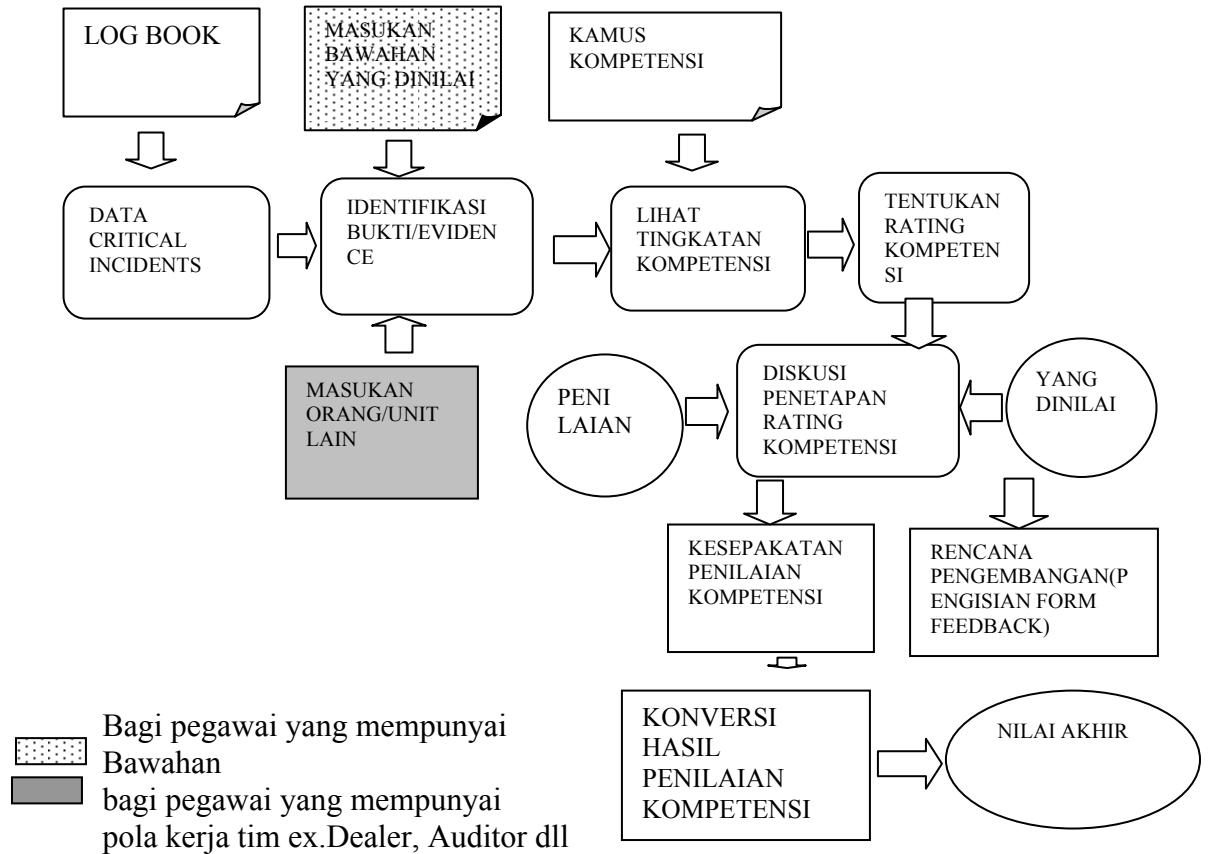 LOG BOOK
MASUKAN
BAWAHAN
YANG DINILAI
KAMUS
KOMPETENSI
DATA
CRITICAL
INCIDENTS
IDENTIFIKASI
BUKTI/EVIDEN
CE
LIHAT
TINGKATAN
KOMPETENSI
TENTUKAN
RATING
KOMPETEN
SI
MASUKAN
ORANG/UNIT
LAIN
PENI
LAIAN
DISKUSI
PENETAPAN
RATING
KOMPETENSI
YANG
DINILAI
KESEPAKATAN
PENILAIAN
KOMPETENSI
RENCANA
PENGEMBANGAN(P
ENGISIAN FORM
FEEDBACK)
KONVERSI
HASIL
PENILAIAN
KOMPETENSI
NILAI AKHIR
Bagi pegawai yang mempunyai
Bawahan
bagi pegawai yang mempunyai
pola kerja tim ex.Dealer, Auditor dll